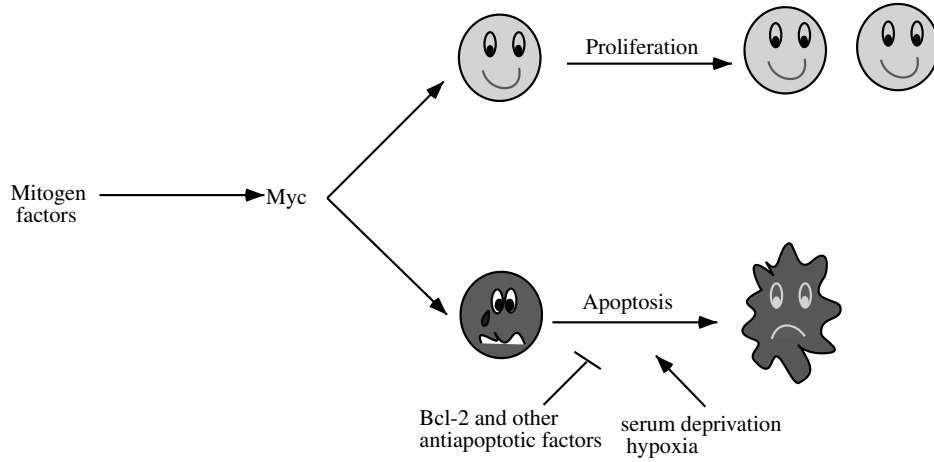 Proliferation
Mitogen
factors
Myc
Apoptosis
Bcl-2 and other
antiapoptotic factors
serum deprivation
hypoxia